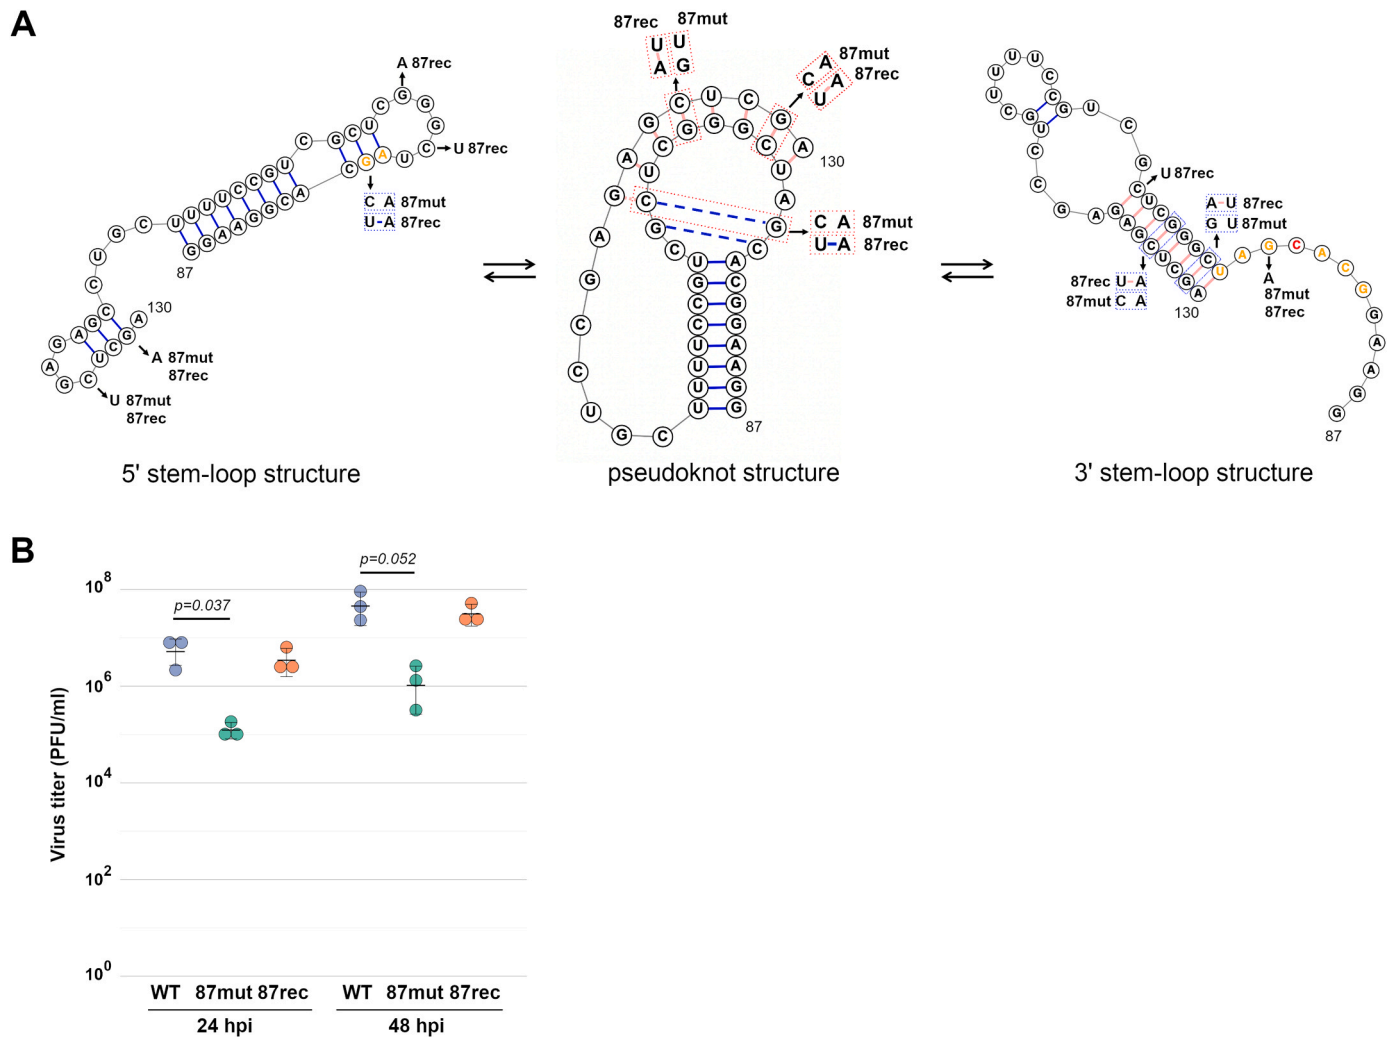 A
A 87rec
G G A A G G C A C G A U C G G G C U C G C U G C C U U U U C G U C C G A G A G C U C G A
U 87rec
C A 87mut
U-A 87rec
87
130
A 87mut
87rec
U 87mut
87rec
5' stem-loop structure
87rec 87mut
U U
A G
87mut
87rec
C A
U A
G G A A G G C A C G A U C G G G C U C G C U G C C U U U U C G U C C G A G A G C U C G A
130
C A 87mut
U-A 87rec
87
pseudoknot structure
G G A A G G C A C G A U C G G G C U C G C U G C C U U U U C G U C C G A G A G C U C G A
U 87rec
A-U 87rec
G U 87mut
87rec U-A
87mut C A
130
A
87mut
87rec
87
3' stem-loop structure
B
Virus titer (PFU/ml)
10^8
10^6
10^4
10^2
10^0
p=0.037
p=0.052
WT 87mut 87rec WT 87mut 87rec
24 hpi 48 hpi